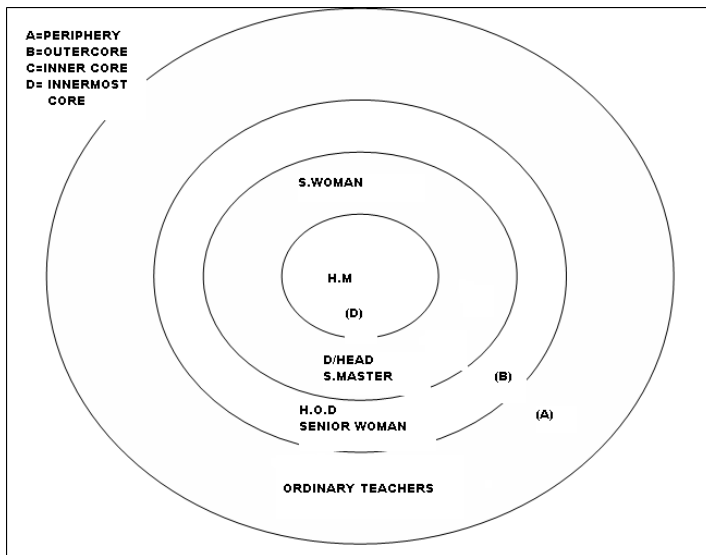 A=PERIPHERY
B=OUTERCORE
C=INNER CORE
D= INNERMOST
CORE
S.WOMAN
H.M
(D)
D/HEAD
S.MASTER
(B)
H.O.D
SENIOR WOMAN
(A)
ORDINARY TEACHERS